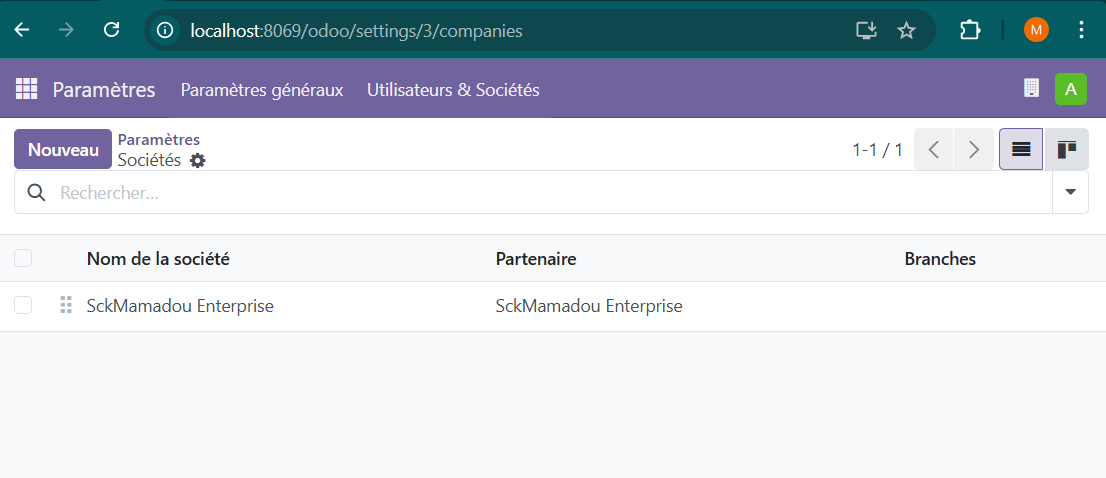 localhost:8069/odoo/settings/3/companies
M
Paramètres Paramètres généraux Utilisateurs & Sociétés A
Nouveau Paramètres
Sociétés 1-1 / 1
Rechercher...
Nom de la société Partenaire Branches
SckMamadou Enterprise SckMamadou Enterprise